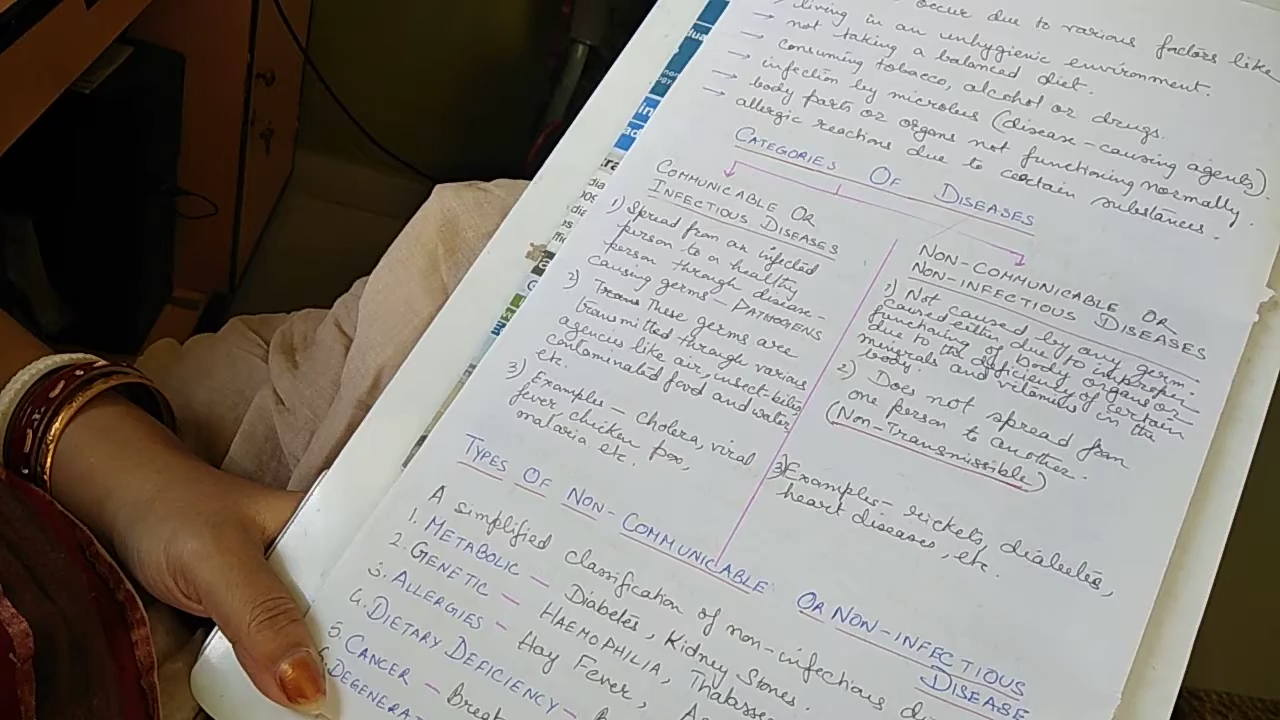 occur due to various factors like
→ living in an unhygienic environment.
→ not taking a balanced diet.
→ consuming tobacco, alcohol or drugs.
→ infection by microbes (disease-causing agents).
→ body parts or organs not functioning normally.
→ allergic reactions due to certain substances.
CATEGORIES OF DISEASES
COMMUNICABLE OR
INFECTIOUS DISEASES
1) Spread from an infected
person to a healthy
person through disease-
causing germs - PATHOGENS
2) These germs are
transmitted through various
agencies like air, insect-bites,
contaminated food and water
etc.
3) Examples - cholera, viral
fever, chicken pox,
malaria etc.
NON-COMMUNICABLE OR
NON-INFECTIOUS DISEASES
1) Not caused by any germ
caused either due to improper
functioning of body organs or
due to the deficiency of certain
minerals and vitamins in the
body.
2) Does not spread from
one person to another.
(Non-Transmissible)
3) Examples - rickets, diabetes,
heart diseases, etc.
TYPES OF NON-COMMUNICABLE OR NON-INFECTIOUS
DISEASE
A simplified classification of non-infectious
1. METABOLIC - Diabetes, Kidney Stones.
2. GENETIC - HAEMOPHILIA,
3. ALLERGIES - Hay Fever,
4. DIETARY DEFICIENCY -
5. CANCER -